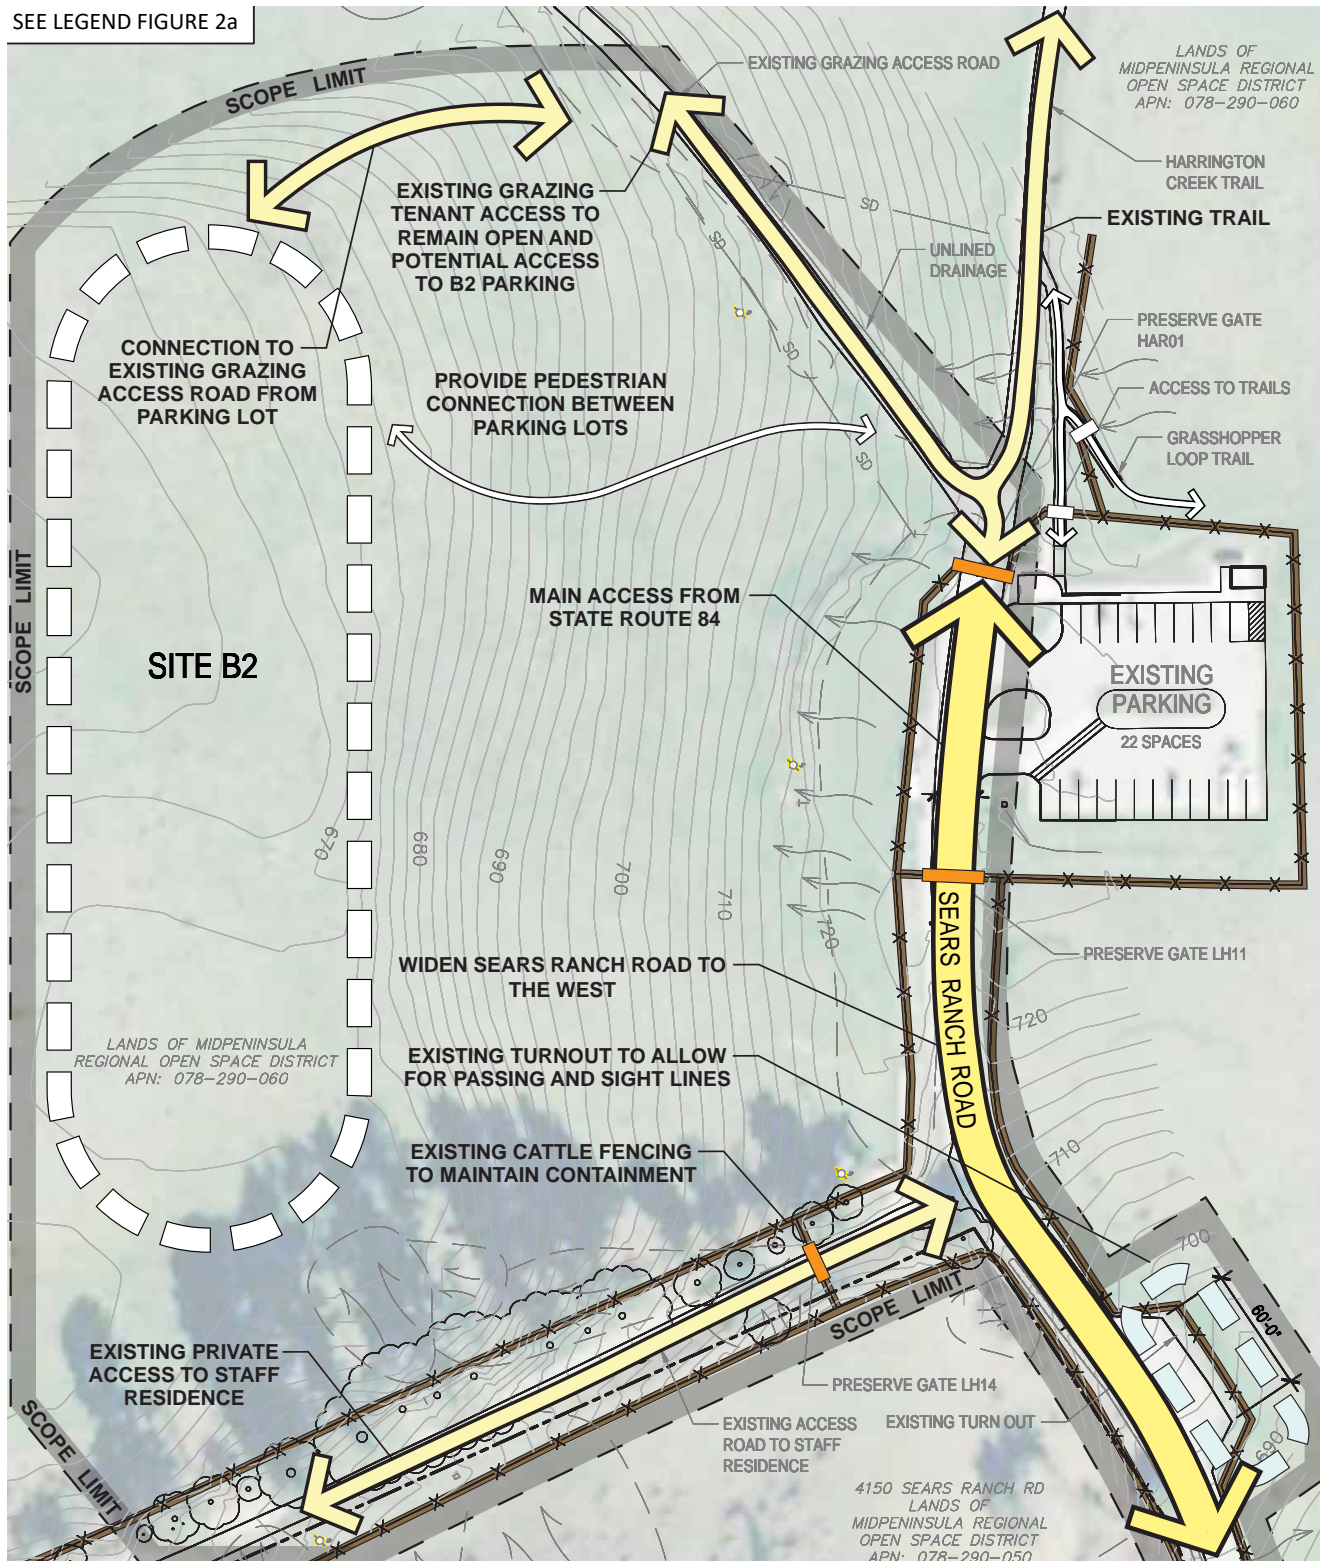 SEE LEGEND FIGURE 2a
SCOPE LIMIT
EXISTING GRAZING ACCESS ROAD
LANDS OF
MIDPENINSULA REGIONAL
OPEN SPACE DISTRICT
APN: 078-290-060
HARRINGTON
CREEK TRAIL
EXISTING GRAZING
TENANT ACCESS TO
REMAIN OPEN AND
POTENTIAL ACCESS
TO B2 PARKING
SD
SD
EXISTING TRAIL
UNLINED
DRAINAGE
PRESERVE GATE
HAR01
CONNECTION TO
EXISTING GRAZING
ACCESS ROAD FROM
PARKING LOT
SD
PROVIDE PEDESTRIAN
CONNECTION BETWEEN
PARKING LOTS
ACCESS TO TRAILS
GRASSHOPPER
LOOP TRAIL
SD
SCOPE LIMIT
MAIN ACCESS FROM
STATE ROUTE 84
SITE B2
EXISTING
PARKING
22 SPACES
670
680
690
700
710
720
SEARS RANCH ROAD
PRESERVE GATE LH11
WIDEN SEARS RANCH ROAD TO
THE WEST
720
LANDS OF MIDPENINSULA
REGIONAL OPEN SPACE DISTRICT
APN: 078-290-060
EXISTING TURNOUT TO ALLOW
FOR PASSING AND SIGHT LINES
EXISTING CATTLE FENCING
TO MAINTAIN CONTAINMENT
710
700
SCOPE LIMIT
60'-0"
EXISTING PRIVATE
ACCESS TO STAFF
RESIDENCE
PRESERVE GATE LH14
EXISTING ACCESS
ROAD TO STAFF
RESIDENCE
EXISTING TURN OUT
690
SCOPE LIMIT
4150 SEARS RANCH RD
LANDS OF
MIDPENINSULA REGIONAL
OPEN SPACE DISTRICT
APN: 078-290-050